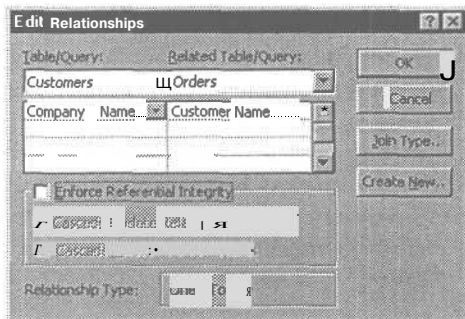 Edit Relationships
Table/Query: Related Table/Query:
Customers Orders
OK
Company Name Customer Name
Cancel
Join Type..
Enforce Referential Integrity
Create New..
Relationship Type: